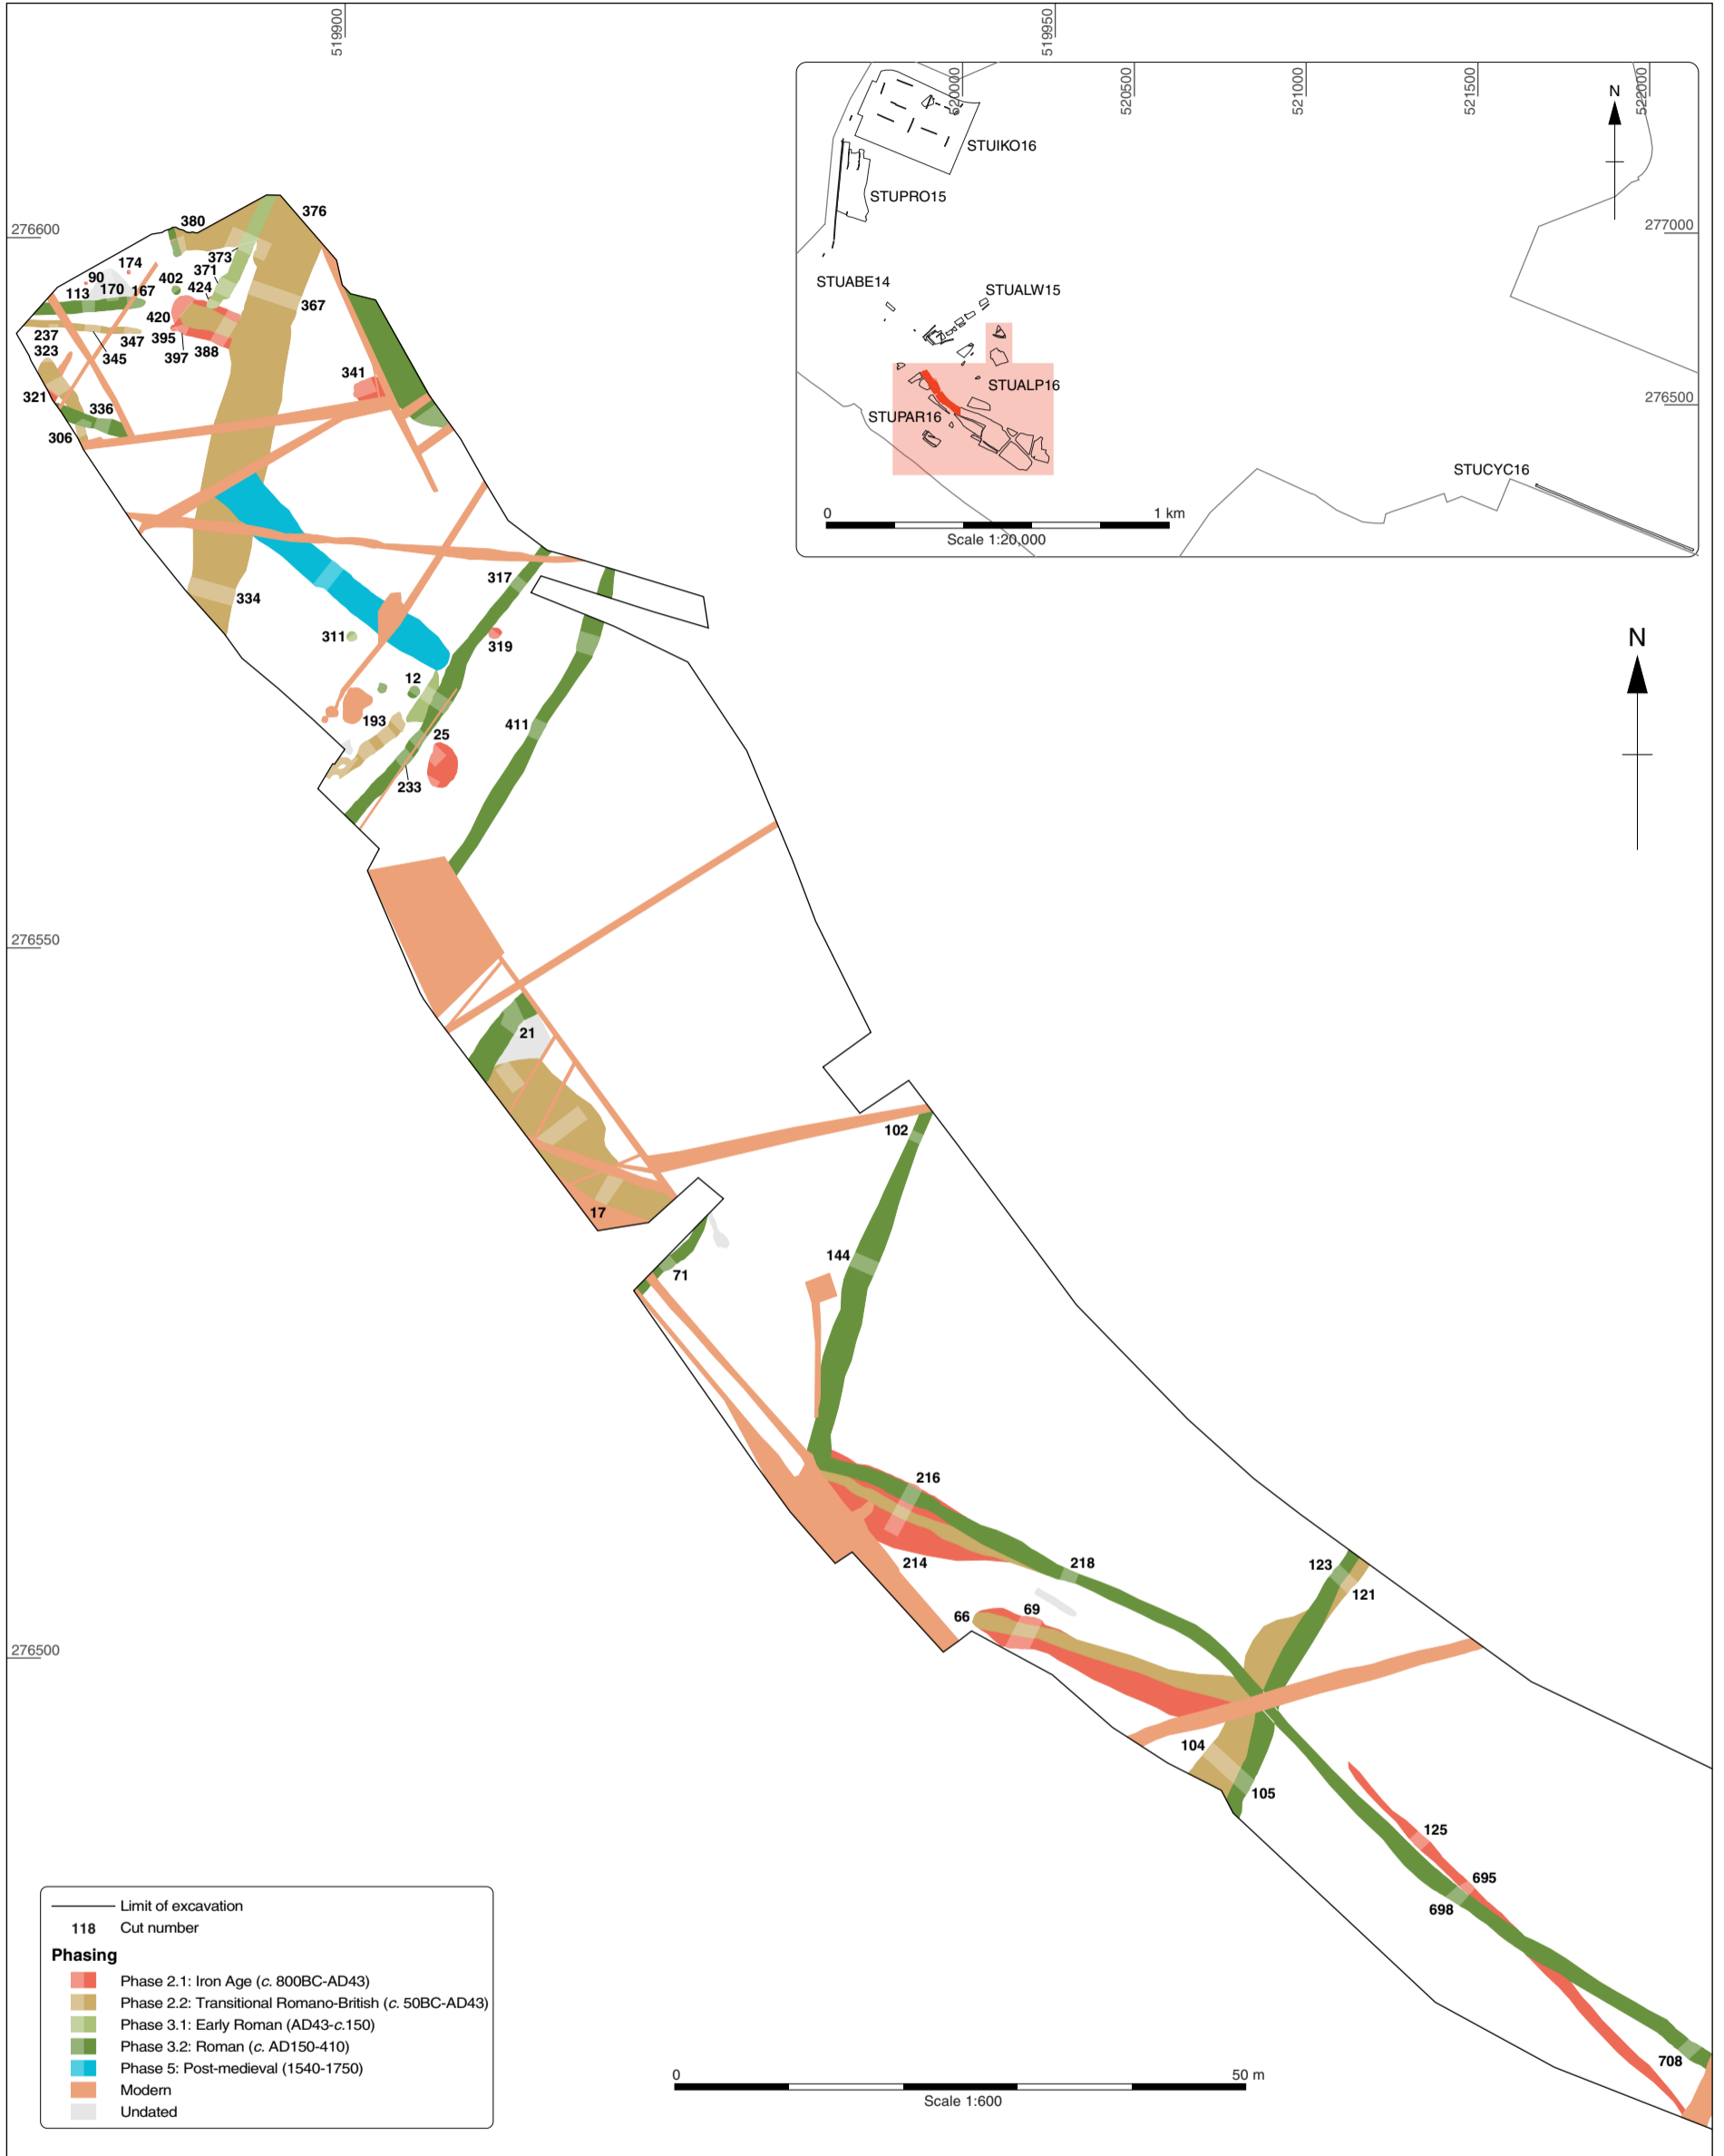 519900
519950
520000
520500
521000
521500
522000
N
STUIKO16
STUPRO15
277000
STUABE14
STUALW15
STUALP16
276500
STUPAR16
STUCYC16
0
1 km
Scale 1:20,000
276600
380
376
373
174
371
90
402
424
113
170
167
367
420
237
395
347
323
345
397
388
341
321
336
306
317
334
311
319
N
12
193
411
25
233
276550
21
102
17
144
71
216
214
218
123
121
66
69
276500
104
105
125
695
698
708
Limit of excavation
118 Cut number
Phasing
Phase 2.1: Iron Age (c. 800BC-AD43)
Phase 2.2: Transitional Romano-British (c. 50BC-AD43)
Phase 3.1: Early Roman (AD43-c.150)
Phase 3.2: Roman (c. AD150-410)
Phase 5: Post-medieval (1540-1750)
Modern
Undated
0
50 m
Scale 1:600